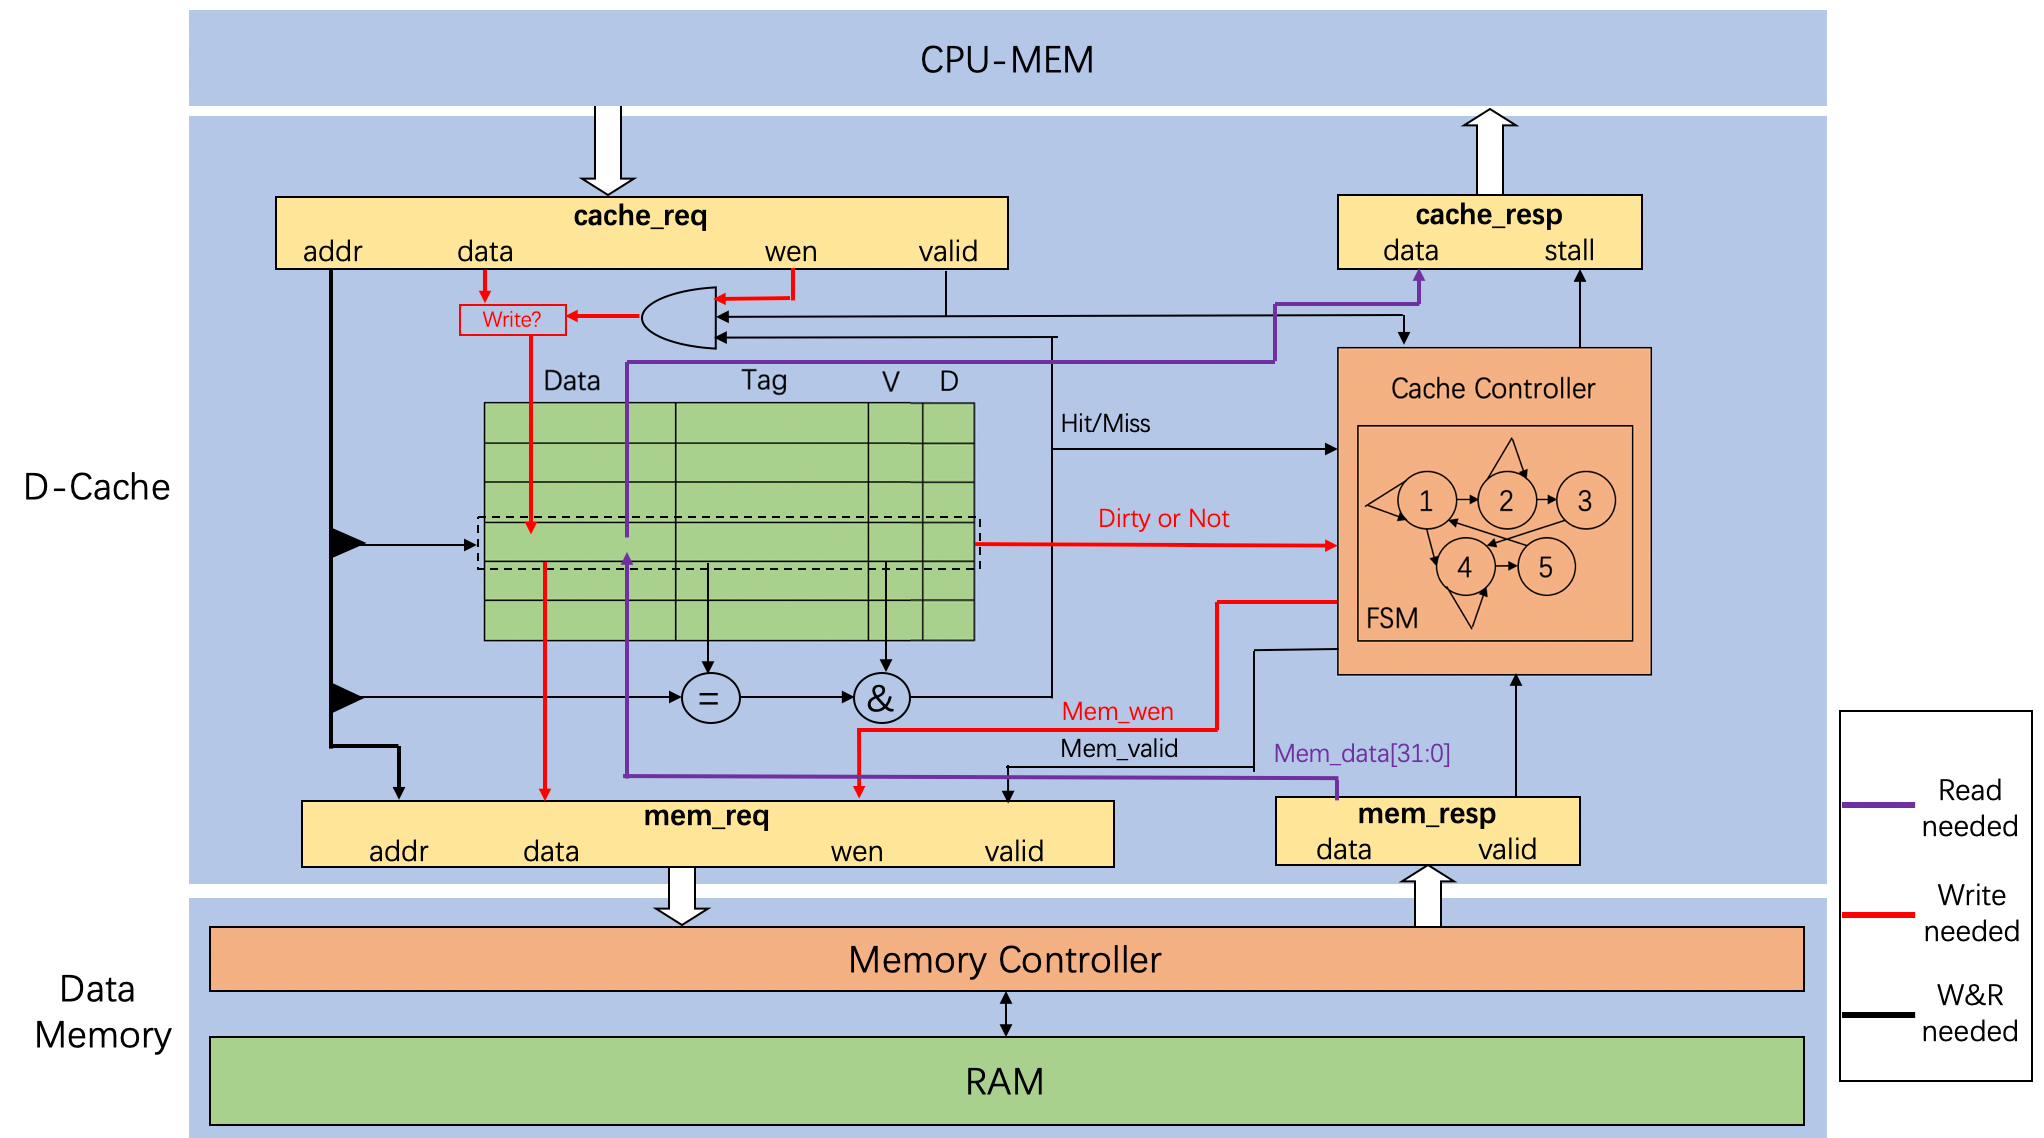 CPU-MEM
cache_req
addr data wen valid
cache_resp
data stall
Write?
Data Tag V D
Cache Controller
Hit/Miss
1 2 3
4 5
FSM
D-Cache
Dirty or Not
= &
Mem_wen
Mem_valid
Mem_data[31:0]
mem_req
addr data wen valid
mem_resp
data valid
Read
needed
Write
needed
W&R
needed
Memory Controller
Data
Memory
RAM